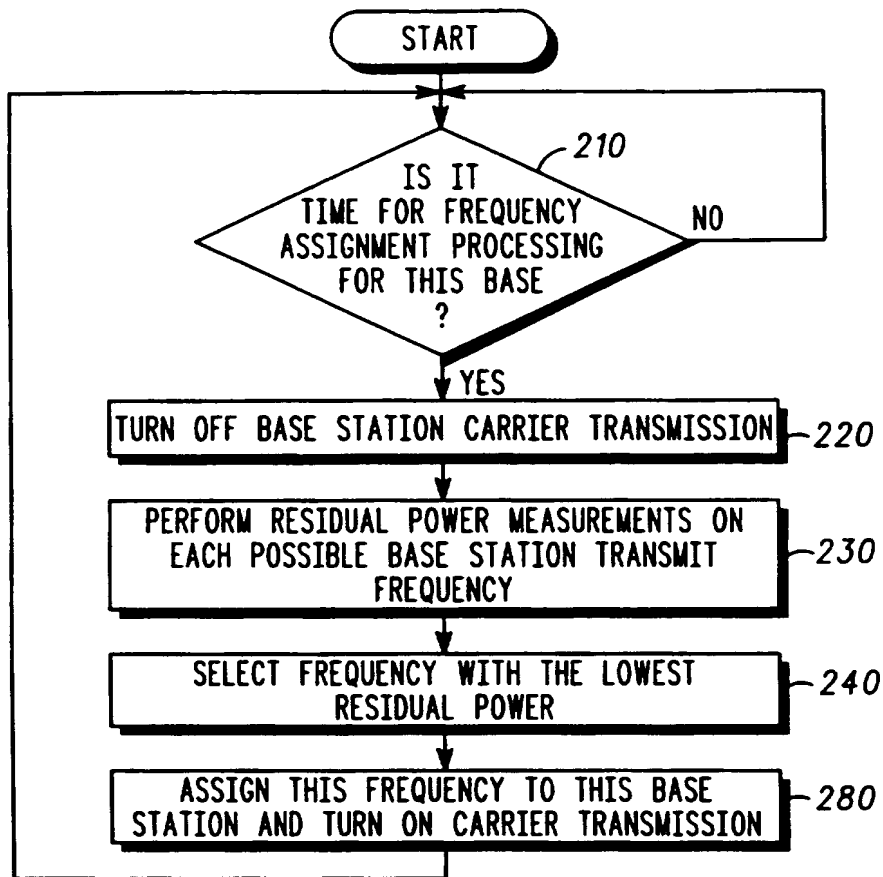 START
210
IS IT
TIME FOR FREQUENCY
ASSIGNMENT PROCESSING
FOR THIS BASE
?
NO
YES
TURN OFF BASE STATION CARRIER TRANSMISSION
220
PERFORM RESIDUAL POWER MEASUREMENTS ON
EACH POSSIBLE BASE STATION TRANSMIT
FREQUENCY
230
SELECT FREQUENCY WITH THE LOWEST
RESIDUAL POWER
240
ASSIGN THIS FREQUENCY TO THIS BASE
STATION AND TURN ON CARRIER TRANSMISSION
280